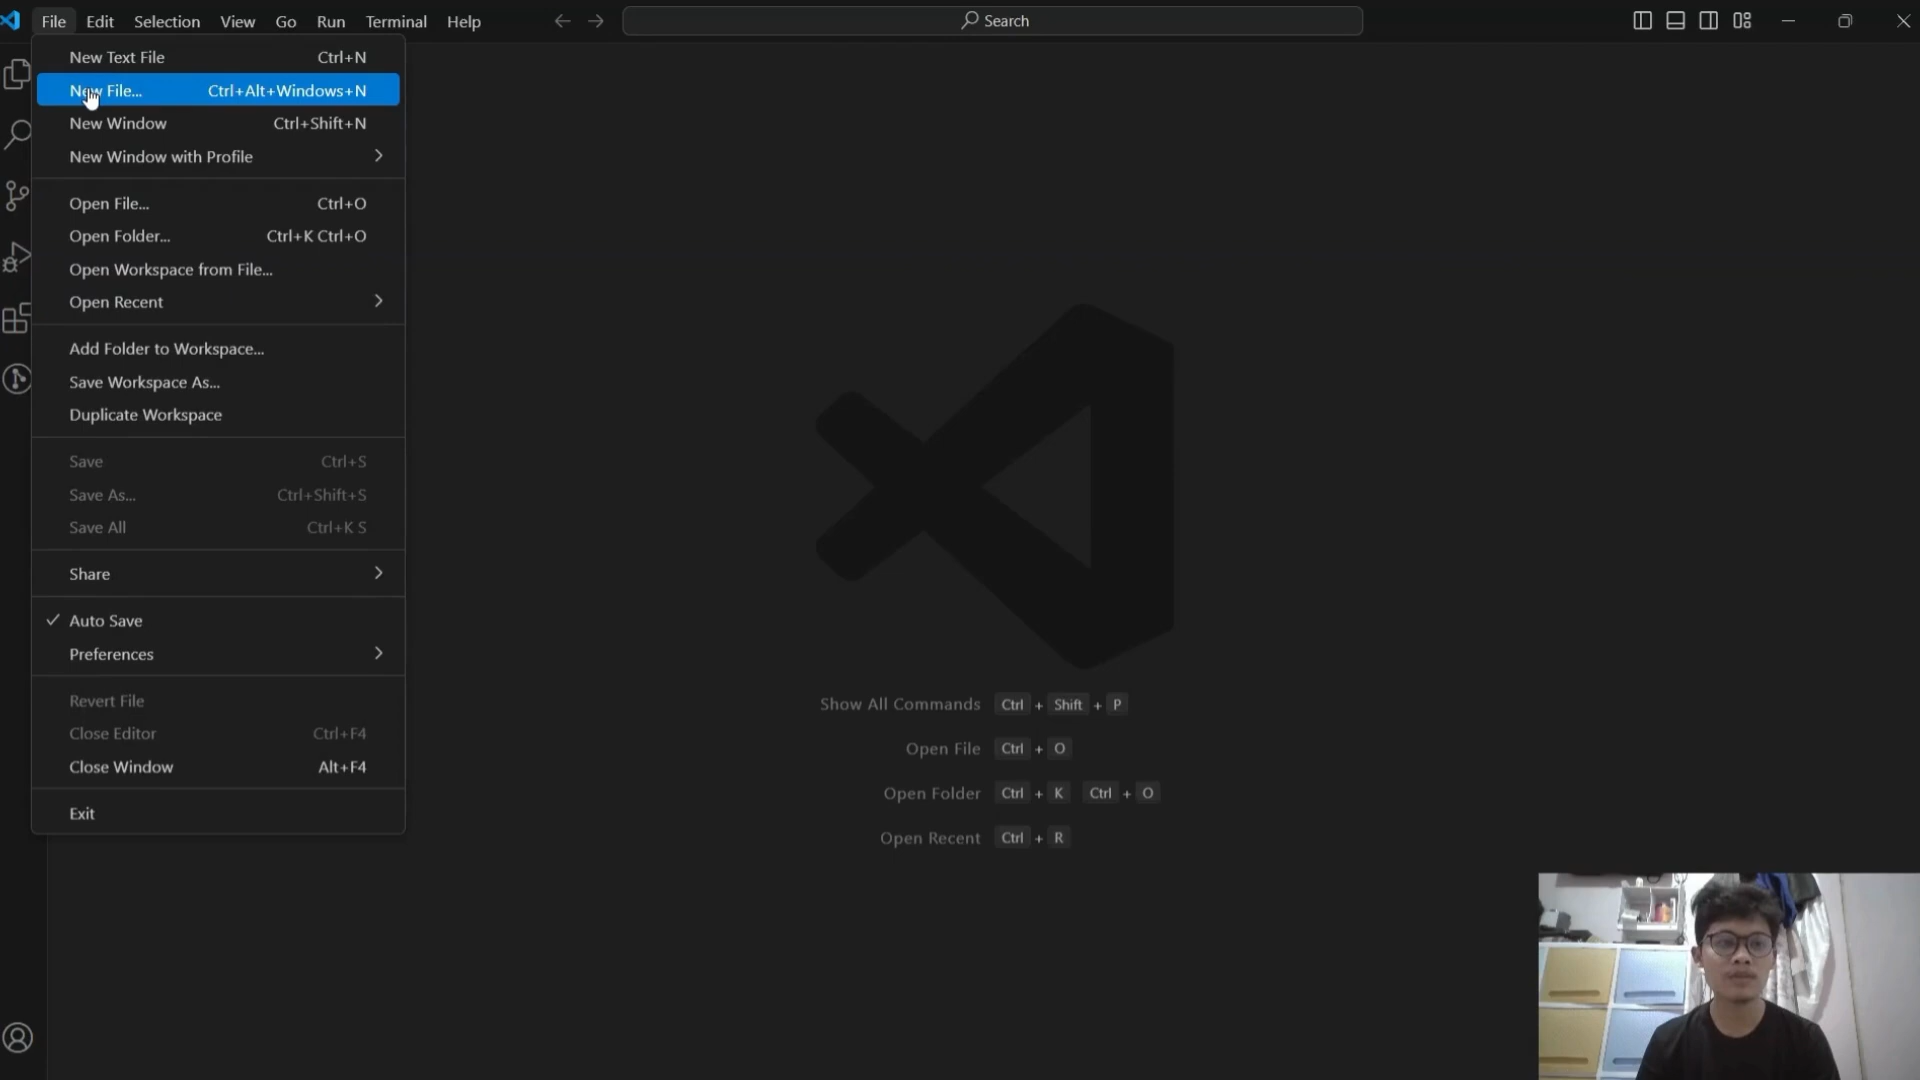 File Edit Selection View Go Run Terminal Help
Search
New Text File Ctrl+N
New File... Ctrl+Alt+Windows+N
New Window Ctrl+Shift+N
New Window with Profile
Open File... Ctrl+O
Open Folder... Ctrl+K Ctrl+O
Open Workspace from File...
Open Recent
Add Folder to Workspace...
Save Workspace As...
Duplicate Workspace
Save Ctrl+S
Save As... Ctrl+Shift+S
Save All Ctrl+K S
Share
Auto Save
Preferences
Revert File
Close Editor Ctrl+F4
Close Window Alt+F4
Exit
Show All Commands Ctrl + Shift + P
Open File Ctrl + O
Open Folder Ctrl + K Ctrl + O
Open Recent Ctrl + R